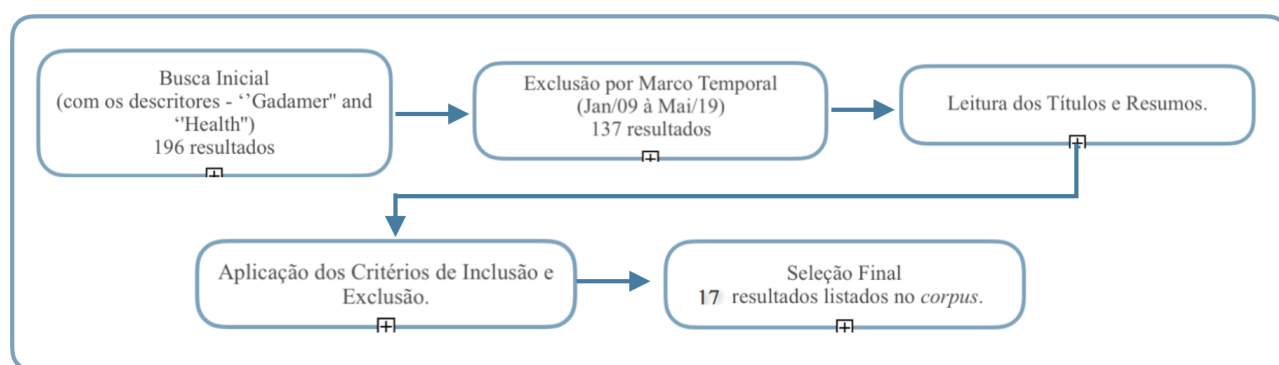 Busca Inicial
(com os descritores - ‘’Gadamer" and
‘'Health")
196 resultados
Exclusão por Marco Temporal
(Jan/09 à Mai/19)
137 resultados
Leitura dos Títulos e Resumos.
Aplicação dos Critérios de Inclusão e
Exclusão.
Seleção Final
17 resultados listados no corpus.